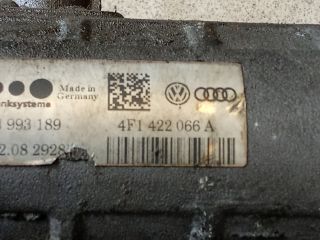 Made in
Germany
nksysteme
993 189
4F1 422 066 A
2.08 2928